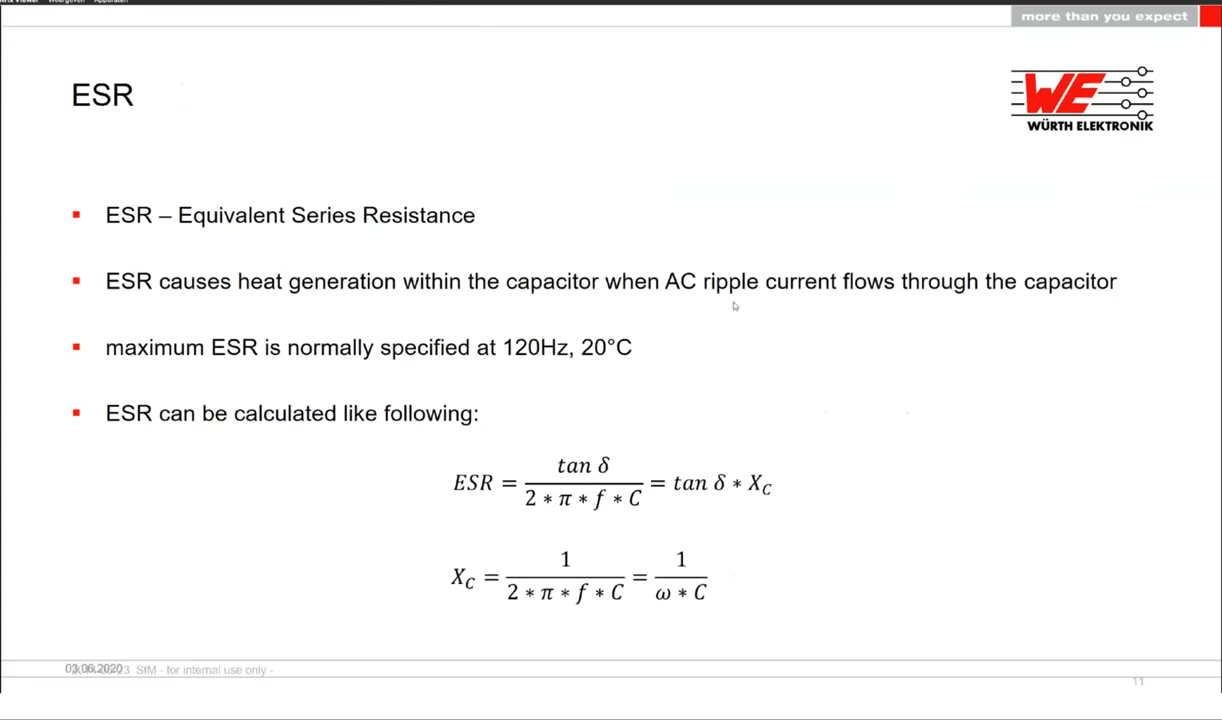 Weergeven Apparaten
more than you expect
ESR
WE
WÜRTH ELEKTRONIK
ESR – Equivalent Series Resistance
ESR causes heat generation within the capacitor when AC ripple current flows through the capacitor
maximum ESR is normally specified at 120Hz, 20°C
ESR can be calculated like following:
ESR = tan δ / 2 * π * f * C = tan δ * X_C
X_C = 1 / 2 * π * f * C = 1 / ω * C
03.06.2020 StM - for internal use only -
11